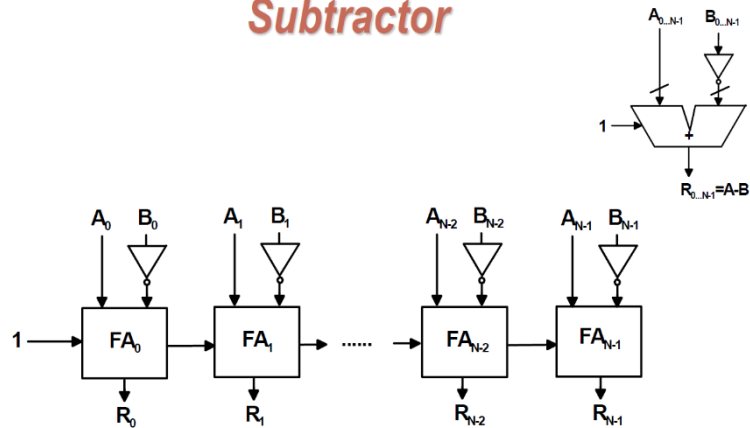 Subtractor
A0...N-1 B0...N-1
1
+
R0...N-1=A-B
A0 B0 A1 B1 AN-2 BN-2 AN-1 BN-1
1 FA0 FA1 ...... FAN-2 FAN-1
R0 R1 RN-2 RN-1